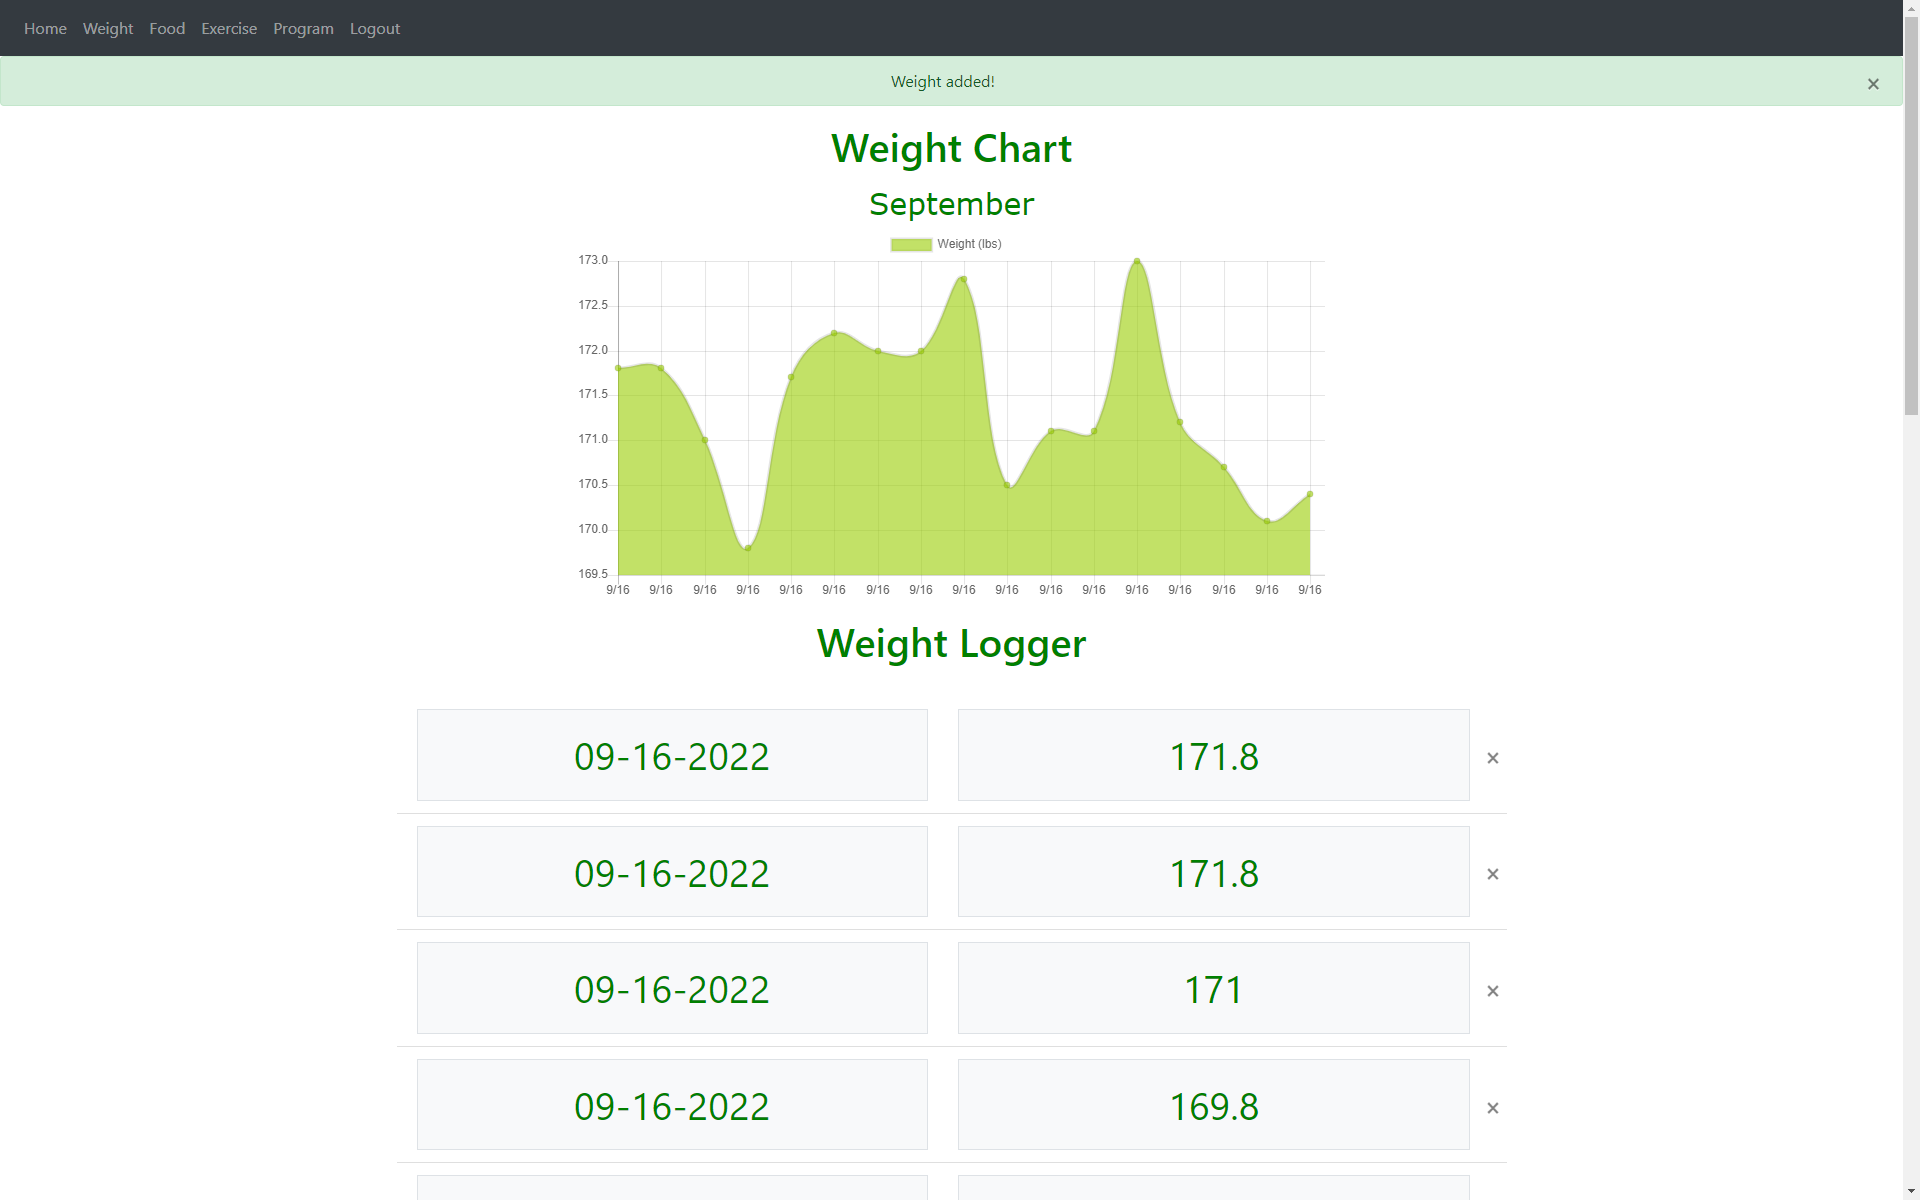 Home Weight Food Exercise Program Logout
Weight added!
×
Weight Chart
September
Weight (lbs)
173.0
172.5
172.0
171.5
171.0
170.5
170.0
169.5
9/16 9/16 9/16 9/16 9/16 9/16 9/16 9/16 9/16 9/16 9/16 9/16 9/16 9/16 9/16 9/16 9/16
Weight Logger
09-16-2022 171.8 ×
09-16-2022 171.8 ×
09-16-2022 171 ×
09-16-2022 169.8 ×